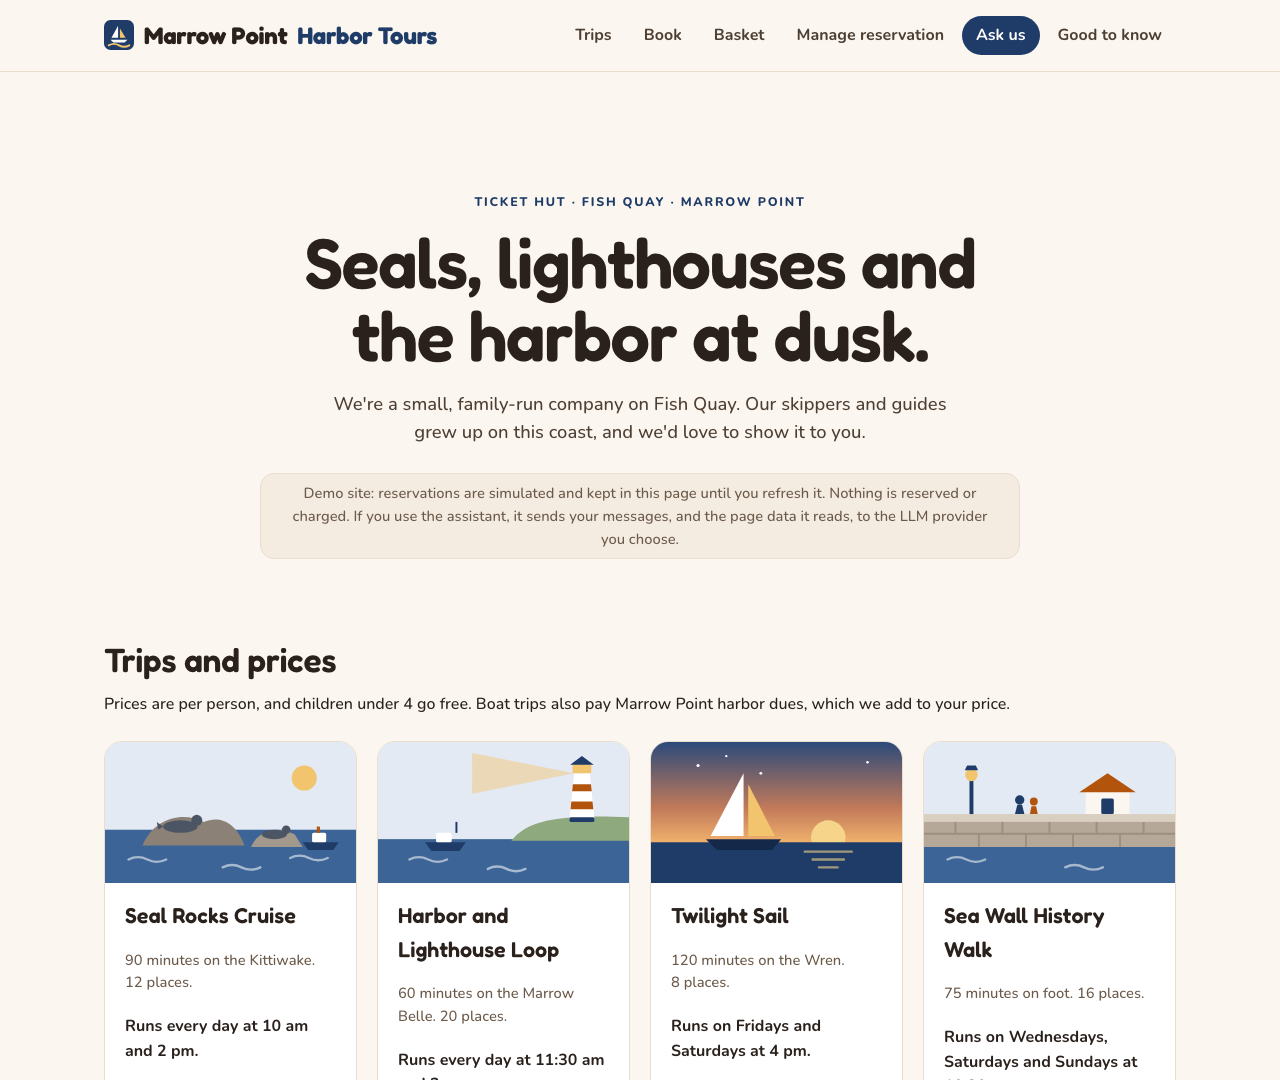 Marrow Point Harbor Tours
Trips Book Basket Manage reservation Ask us Good to know
TICKET HUT · FISH QUAY · MARROW POINT
Seals, lighthouses and
the harbor at dusk.
We're a small, family-run company on Fish Quay. Our skippers and guides
grew up on this coast, and we'd love to show it to you.
Demo site: reservations are simulated and kept in this page until you refresh it. Nothing is reserved or
charged. If you use the assistant, it sends your messages, and the page data it reads, to the LLM provider
you choose.
Trips and prices
Prices are per person, and children under 4 go free. Boat trips also pay Marrow Point harbor dues, which we add to your price.
Seal Rocks Cruise
90 minutes on the Kittiwake.
12 places.
Runs every day at 10 am
and 2 pm.
Harbor and
Lighthouse Loop
60 minutes on the Marrow
Belle. 20 places.
Runs every day at 11:30 am
Twilight Sail
120 minutes on the Wren.
8 places.
Runs on Fridays and
Saturdays at 4 pm.
Sea Wall History
Walk
75 minutes on foot. 16 places.
Runs on Wednesdays,
Saturdays and Sundays at